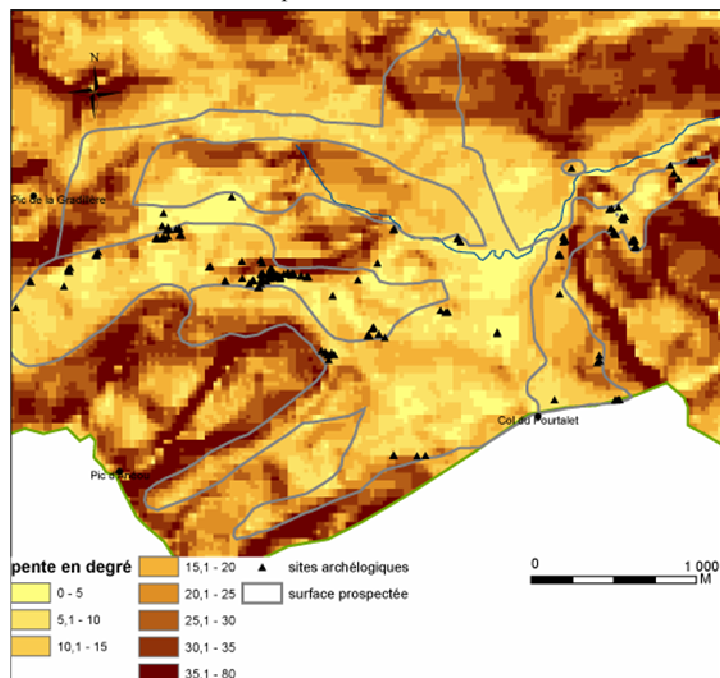 N
Pic de la Gradillère
Col du Pourtalet
pente en degré
0 - 5
5,1 - 10
10,1 - 15
15,1 - 20
20,1 - 25
25,1 - 30
30,1 - 35
35,1 - 80
sites archélogiques
surface prospectée
0
1 000
M